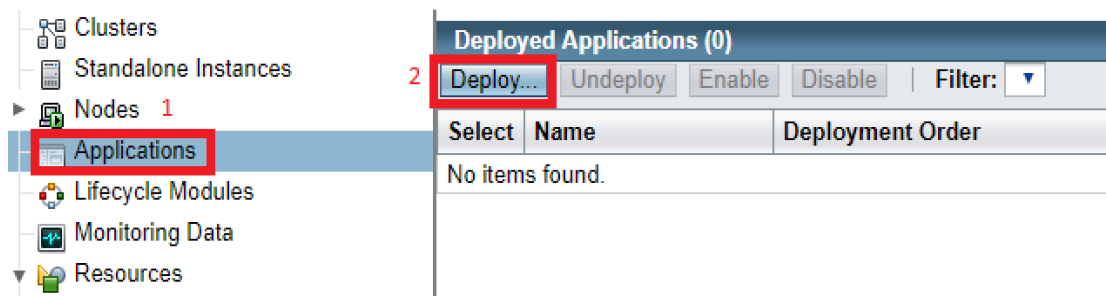 Clusters
Standalone Instances
Nodes 1
Applications
Lifecycle Modules
Monitoring Data
Resources
Deployed Applications (0)
2 Deploy... Undeploy Enable Disable | Filter:
Select Name Deployment Order
No items found.